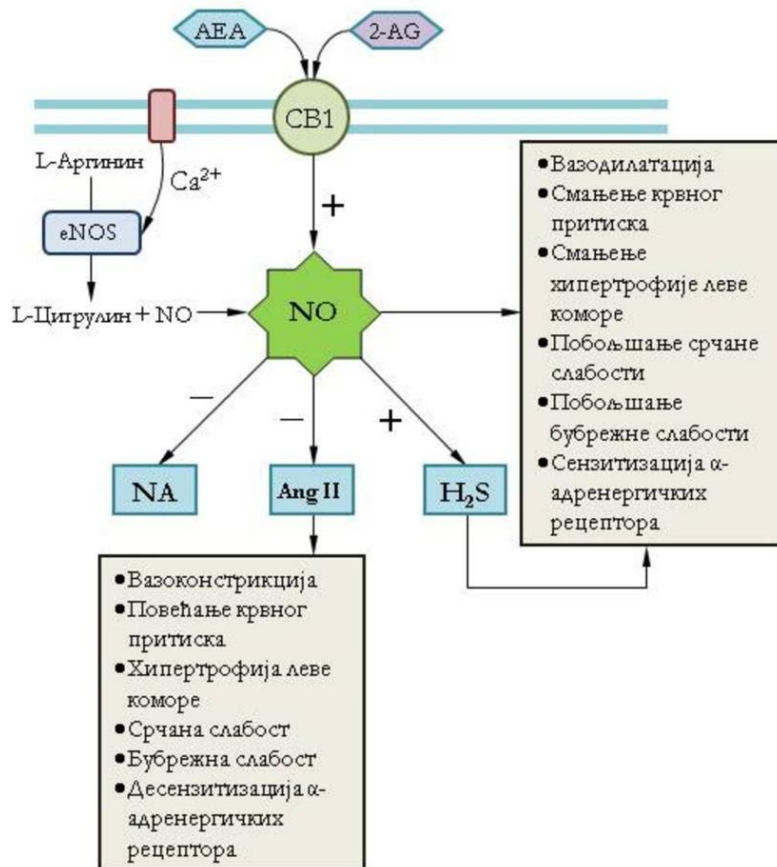 AEA
2-AG
CB1
L-Аргинин
Ca²⁺
+
eNOS
L-Цитрулин + NO
NO
−
−
+
NA
Ang II
H₂S
●Вазодилатација
●Смањење крвног
притиска
●Смањење
хипертрофије леве
коморе
●Побољшање срчане
слабости
●Побољшање
бубрежне слабости
●Сензитизација α-
адренергичких
рецептора
●Вазоконстрикција
●Повећање крвног
притиска
●Хипертрофија леве
коморе
●Срчана слабост
●Бубрежна слабост
●Десензитизација α-
адренергичких
рецептора